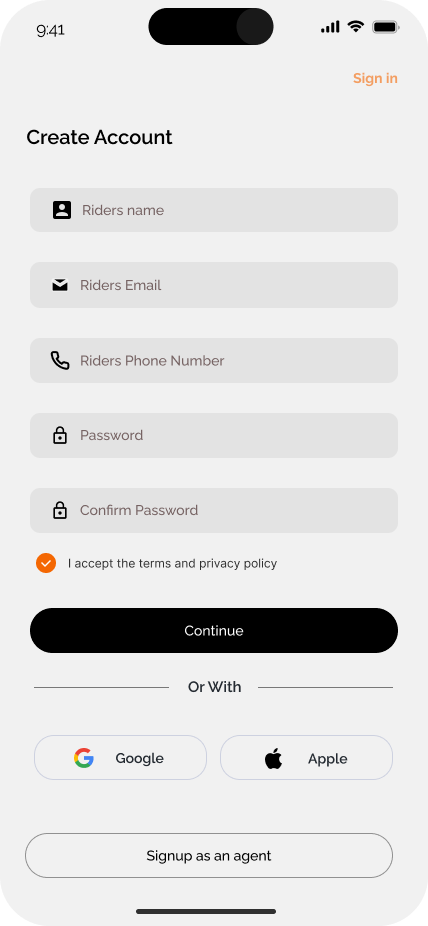 9:41
Sign in
Create Account
Riders name
Riders Email
Riders Phone Number
Password
Confirm Password
I accept the terms and privacy policy
Continue
Or With
Google
Apple
Signup as an agent